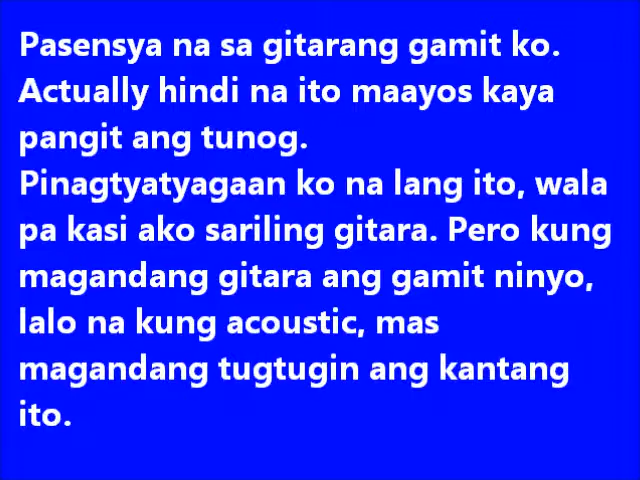 Pasensya na sa gitarang gamit ko.
Actually hindi na ito maayos kaya
pangit ang tunog.
Pinagtyatyagaan ko na lang ito, wala
pa kasi ako sariling gitara. Pero kung
magandang gitara ang gamit ninyo,
lalo na kung acoustic, mas
magandang tugtugin ang kantang
ito.